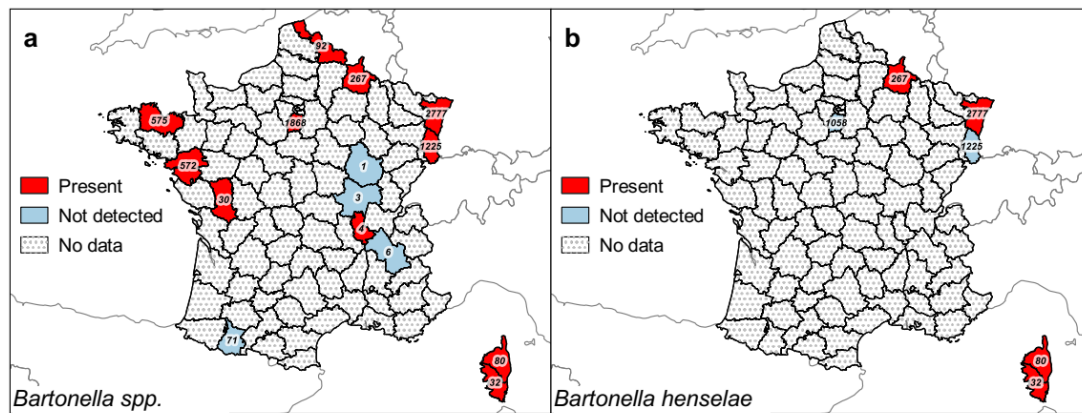 a
92
267
575
1868
2777
1225
572
1
Present
30
3
Not detected
4
No data
6
71
80
32
Bartonella spp.
b
267
1058
2777
1225
Present
Not detected
No data
80
32
Bartonella henselae